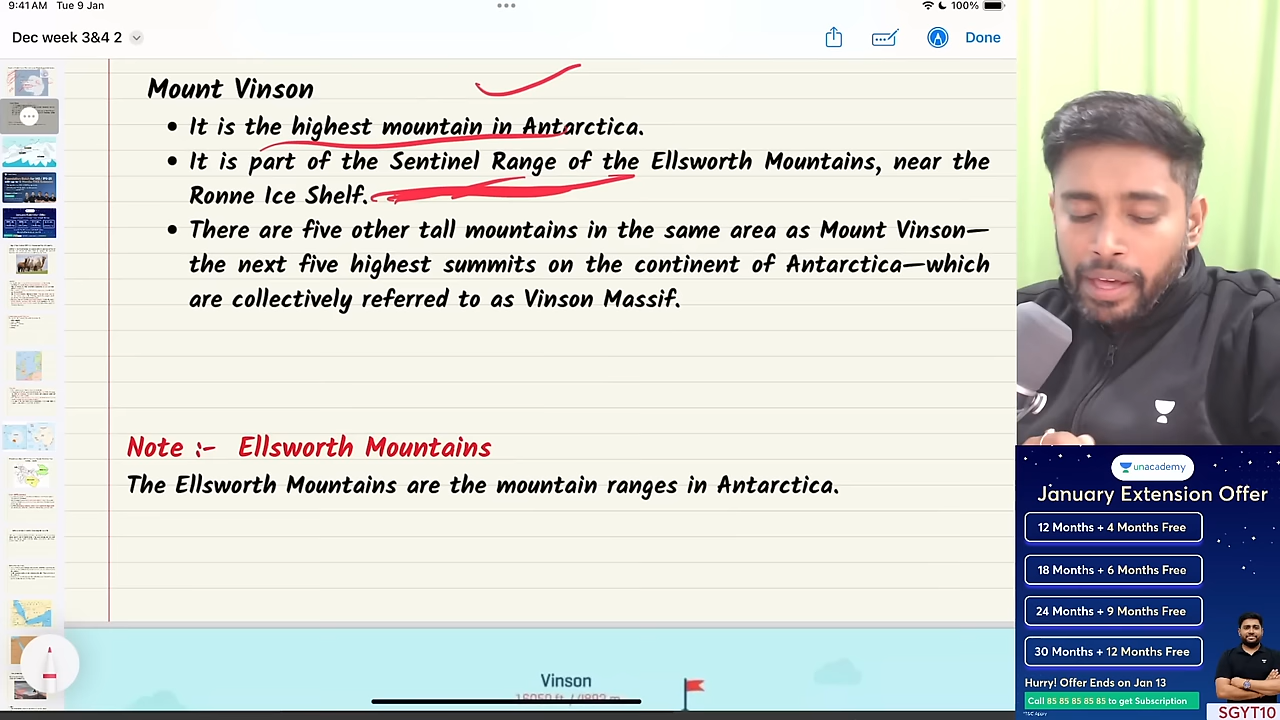 9:41 AM Tue 9 Jan
100%
Dec week 3&4 2
Done
Mount Vinson
• It is the highest mountain in Antarctica.
• It is part of the Sentinel Range of the Ellsworth Mountains, near the
Ronne Ice Shelf.
• There are five other tall mountains in the same area as Mount Vinson—
the next five highest summits on the continent of Antarctica—which
are collectively referred to as Vinson Massif.
Note :- Ellsworth Mountains
The Ellsworth Mountains are the mountain ranges in Antarctica.
Vinson
unacademy
January Extension Offer
12 Months + 4 Months Free
18 Months + 6 Months Free
24 Months + 9 Months Free
30 Months + 12 Months Free
Hurry! Offer Ends on Jan 13
Call 85 85 85 85 85 to get Subscription
SGYT10